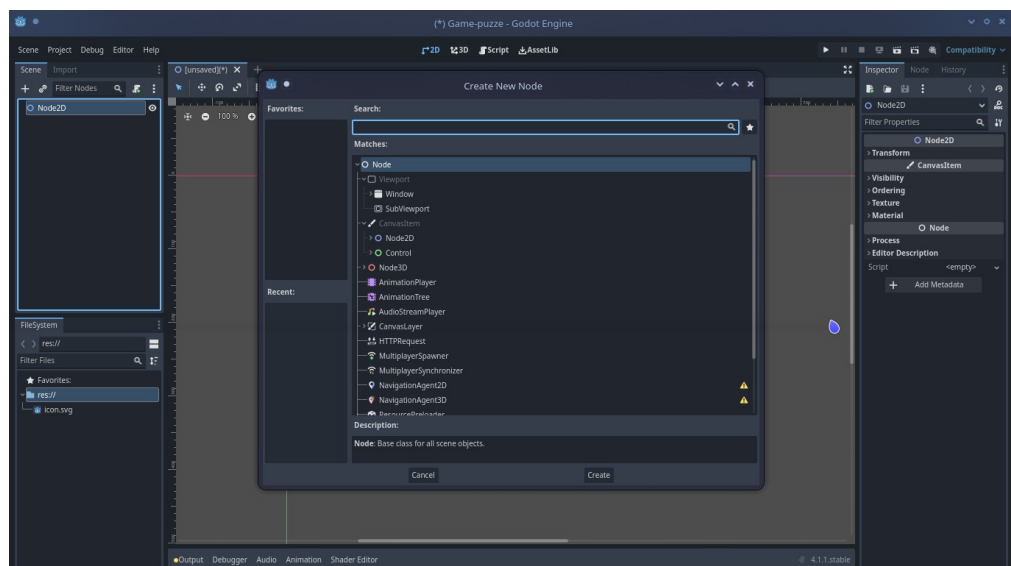 (*) Game-puzze - Godot Engine
Scene Project Debug Editor Help
2D 3D Script AssetLib
Compatibility
Scene Import
Filter Nodes
Node2D
[unsaved](*)
100 %
Create New Node
Favorites:
Recent:
Search:
Matches:
Node
Viewport
Window
SubViewport
CanvasItem
Node2D
Control
Node3D
AnimationPlayer
AnimationTree
AudioStreamPlayer
CanvasLayer
HTTPRequest
MultiplayerSpawner
MultiplayerSynchronizer
NavigationAgent2D
NavigationAgent3D
ResourcePreloader
Description:
Node: Base class for all scene objects.
Cancel Create
FileSystem
res://
Filter Files
Favorites:
res://
icon.svg
Inspector Node History
Node2D
Filter Properties
Node2D
Transform
CanvasItem
Visibility
Ordering
Texture
Material
Node
Process
Editor Description
Script <empty>
Add Metadata
Output Debugger Audio Animation Shader Editor
4.1.1.stable